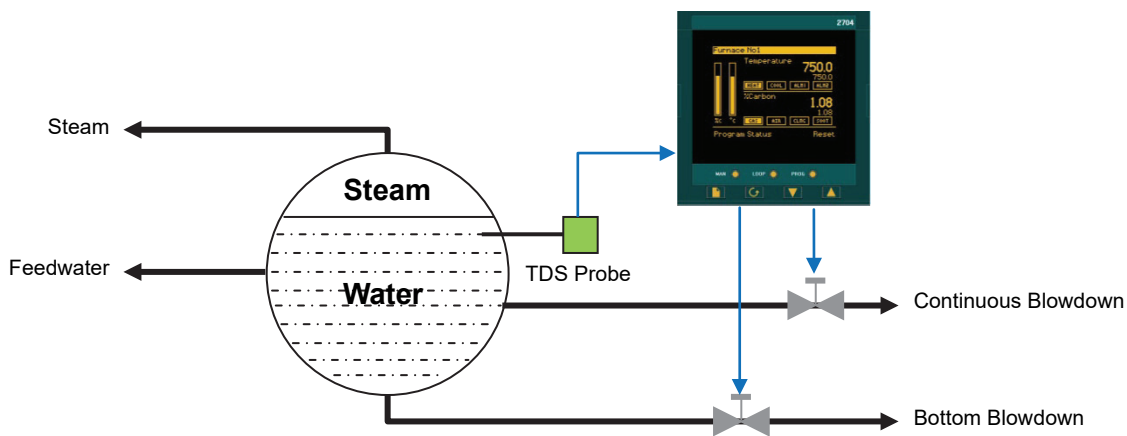 2704
Furnace No1
Temperature
750.0
750.0
%Carbon
1.08
1.08
%c °c
Program Status Reset
MAN LOOP PROG
Steam
Steam
Feedwater
Water
TDS Probe
Continuous Blowdown
Bottom Blowdown